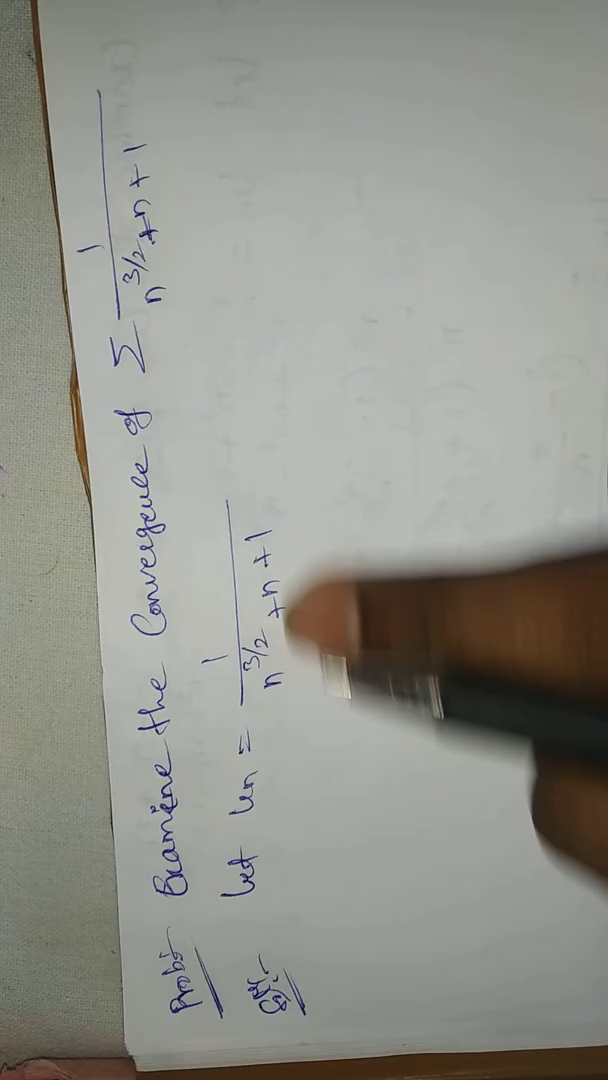 Prob:- Examine the Convergence of ∑ 1/(n^{3/2} + n + 1)
Sol:- Let un = 1/(n^{3/2} + n + 1)